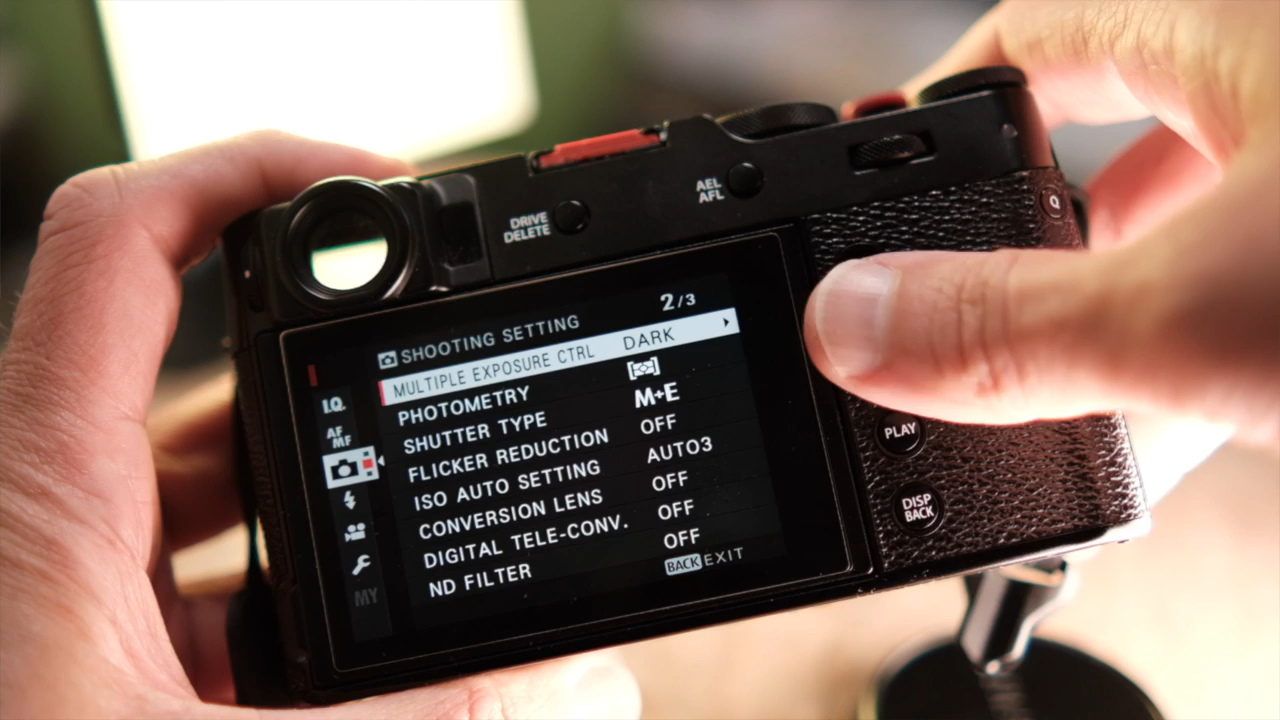 DRIVE
DELETE
AEL
AFL
Q
SHOOTING SETTING 2/3
MULTIPLE EXPOSURE CTRL DARK
PHOTOMETRY
SHUTTER TYPE M+E
FLICKER REDUCTION OFF
ISO AUTO SETTING AUTO3
CONVERSION LENS OFF
DIGITAL TELE-CONV. OFF
ND FILTER OFF
BACK EXIT
I.Q.
AF
MF
MY
PLAY
DISP
BACK